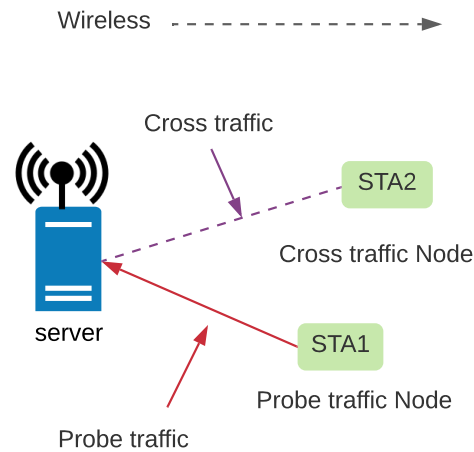 Wireless
Cross traffic
STA2
Cross traffic Node
server
STA1
Probe traffic Node
Probe traffic